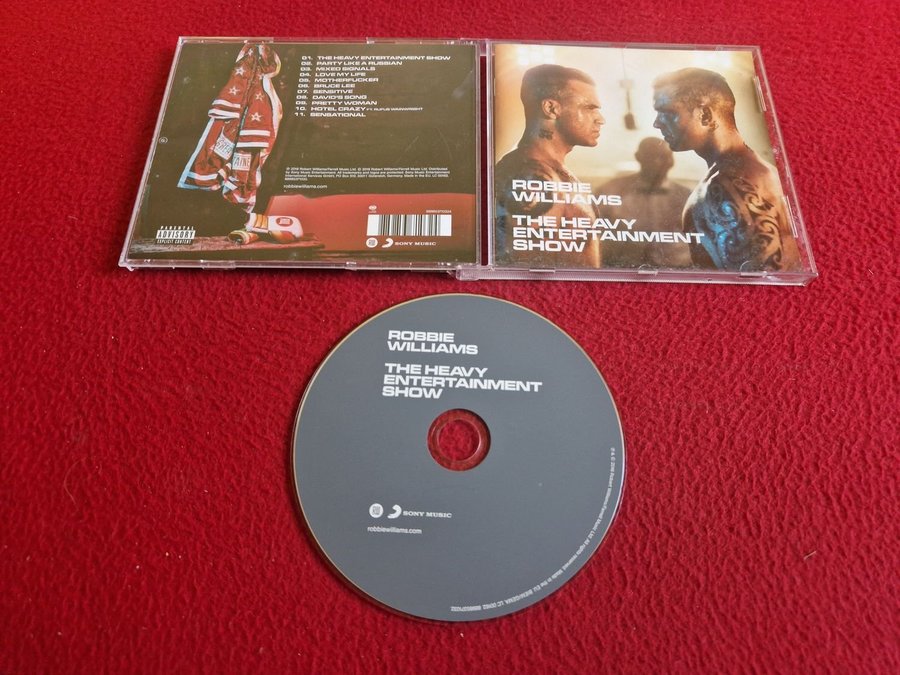 01. THE HEAVY ENTERTAINMENT SHOW
02. PARTY LIKE A RUSSIAN
03. MIXED SIGNALS
04. LOVE MY LIFE
05. MOTHERFUCKER
06. BRUCE LEE
07. SENSITIVE
08. DAVID'S SONG
09. PRETTY WOMAN
10. HOTEL CRAZY FT. RUFUS WAINWRIGHT
11. SENSATIONAL
robbiewilliams.com
PARENTAL
ADVISORY
EXPLICIT CONTENT
SONY MUSIC
ROBBIE
WILLIAMS
THE HEAVY
ENTERTAINMENT
SHOW
ROBBIE
WILLIAMS
THE HEAVY
ENTERTAINMENT
SHOW
SONY MUSIC
robbiewilliams.com